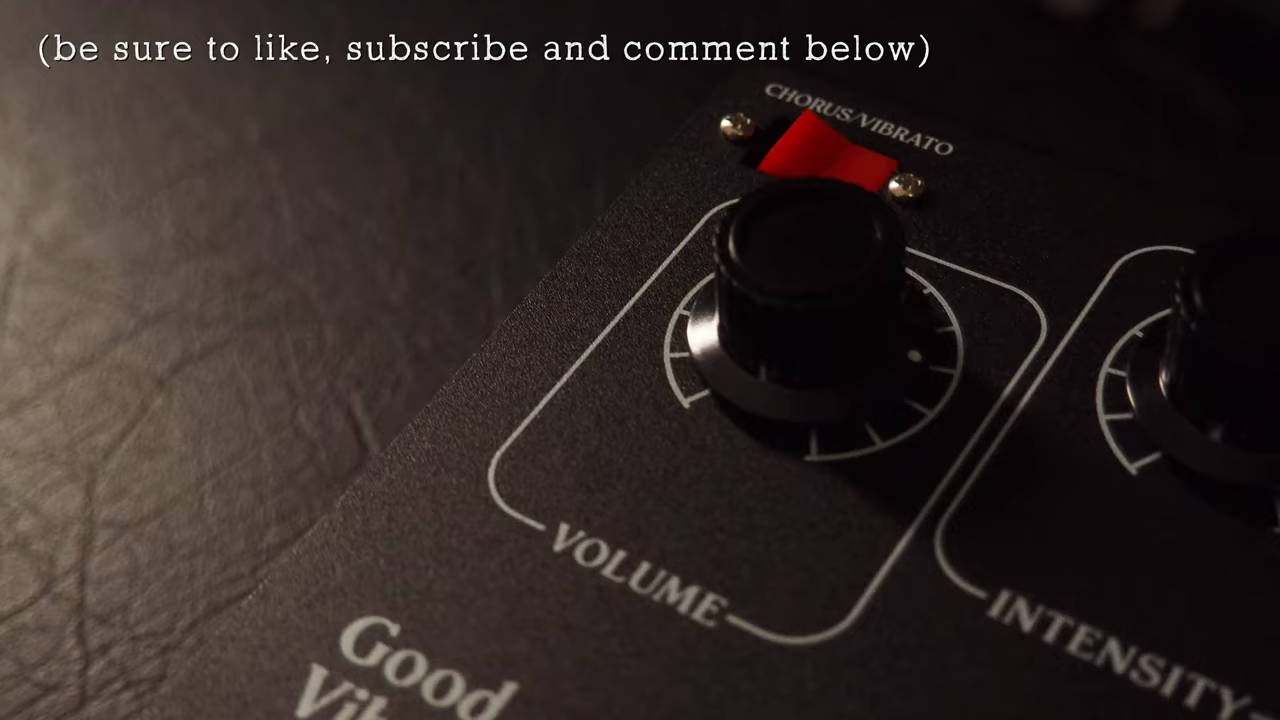 (be sure to like, subscribe and comment below)
CHORUS/VIBRATO
VOLUME
INTENSITY
Good